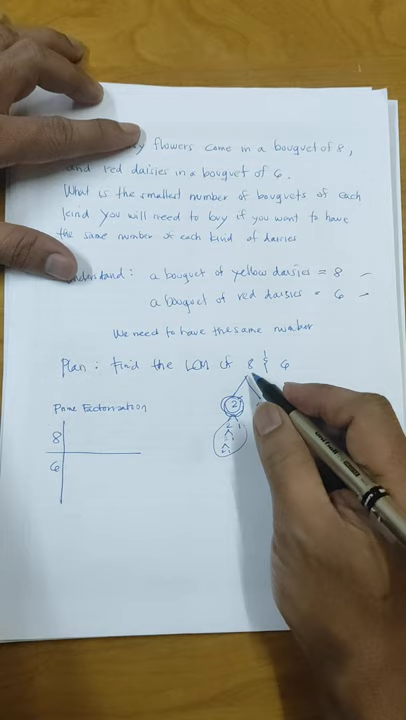 flowers come in a bouquet of 8,
and red daisies in a bouquet of 6.
What is the smallest number of bouquets of each
kind you will need to buy if you want to have
the same number of each kind of daisies
understand: a bouquet of yellow daisies = 8
a bouquet of red daisies = 6
We need to have the same number
Plan: find the LCM of 8 & 6
Prime Factorization
2
8
6